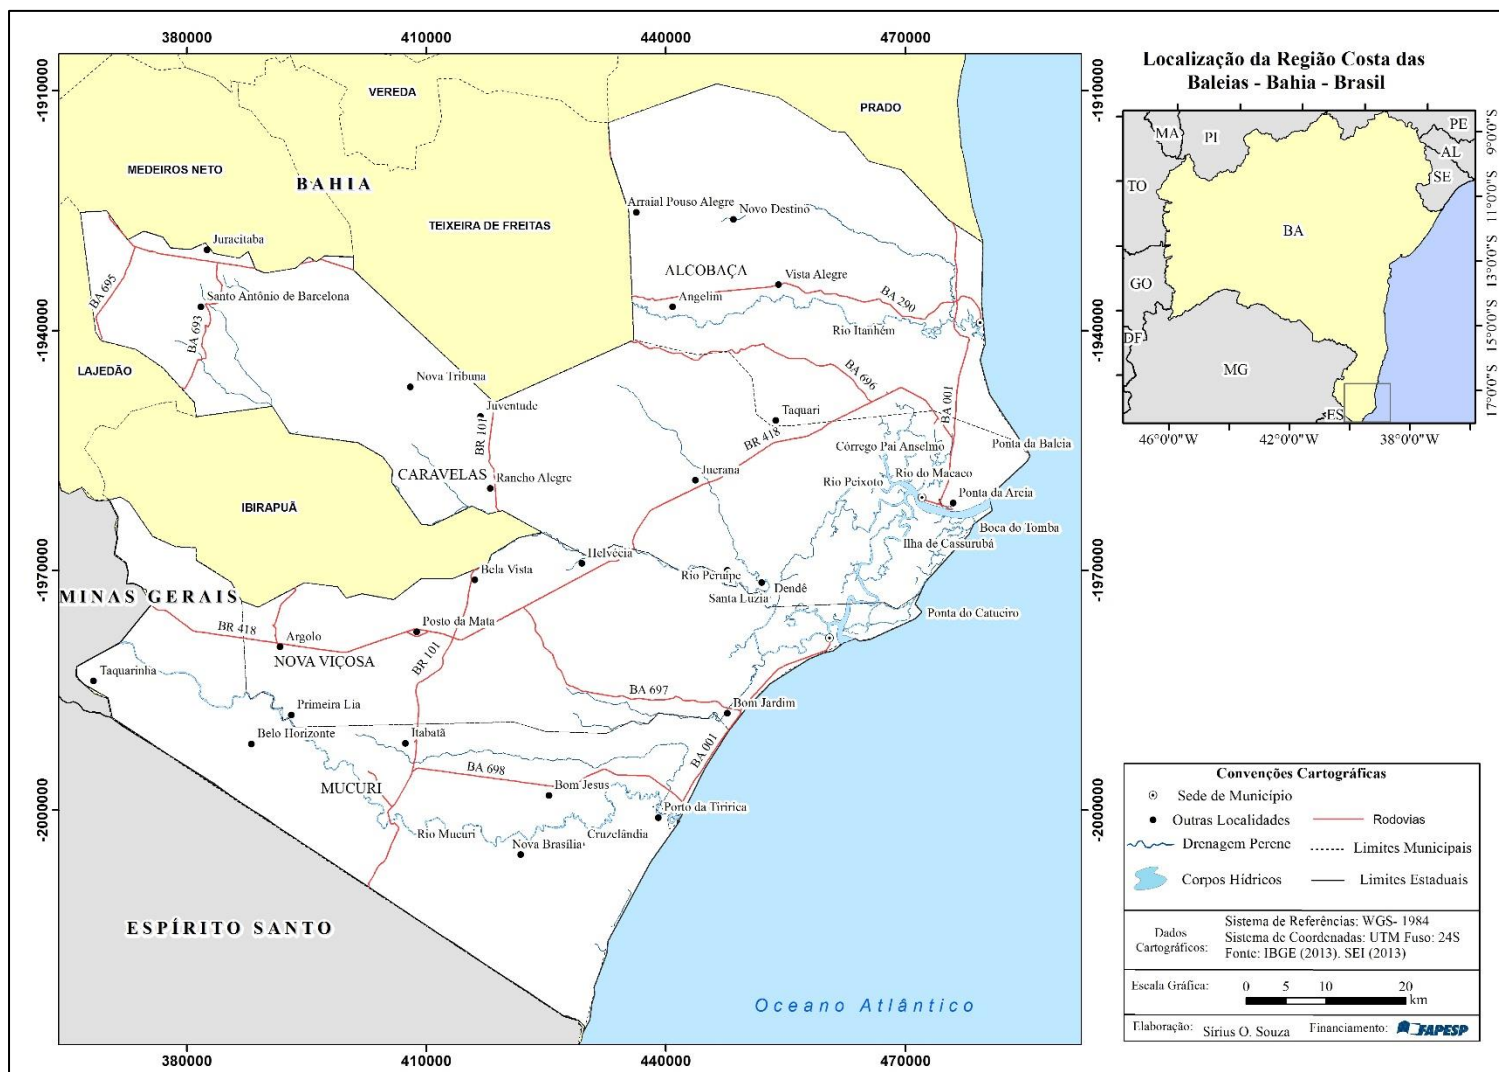 380000
410000
440000
470000
-1910000
-1910000
VEREDA
PRADO
MEDEIROS NETO
BAHIA
TEIXEIRA DE FREITAS
Arraial Pouso Alegre
Novo Destino
Juracitaba
ALCOBAÇA
Vista Alegre
BA 695
Santo Antônio de Barcelona
Angelim
BA 290
BA 693
Rio Itanhém
-1940000
-1940000
LAJEDÃO
Nova Tribuna
BA 696
BA 001
Juventude
Taquari
BR 101
BR 418
Córrego Pai Anselmo
Ponta da Baleia
CARAVELAS
Rancho Alegre
Juerana
Rio do Macaco
Rio Peixoto
Ponta da Areia
IBIRAPUÃ
Boca do Tomba
Ilha de Cassurubá
Helvécia
-1970000
-1970000
Bela Vista
Rio Peruípe
Dendê
Santa Luzia
MINAS GERAIS
Ponta do Catueiro
BR 418
Posto da Mata
Argolo
NOVA VIÇOSA
BR 101
Taquarinha
BA 697
Primeira Lia
Bom Jardim
Belo Horizonte
Itabatã
BA 001
BA 698
MUCURI
Bom Jesus
-2000000
-2000000
Porto da Tiririca
Rio Mucuri
Cruzelândia
Nova Brasília
ESPÍRITO SANTO
Oceano Atlântico
380000
410000
440000
470000
Localização da Região Costa das
Baleias - Bahia - Brasil
MA
PI
PE
AL
SE
TO
BA
GO
DF
MG
ES
9°0'0"S
11°0'0"S
13°0'0"S
15°0'0"S
17°0'0"S
46°0'0"W
42°0'0"W
38°0'0"W
Convenções Cartográficas
Sede de Município
Outras Localidades
Rodovias
Drenagem Perene
Limites Municipais
Corpos Hídricos
Limites Estaduais
Dados
Cartográficos:
Sistema de Referências: WGS- 1984
Sistema de Coordenadas: UTM Fuso: 24S
Fonte: IBGE (2013). SEI (2013)
Escala Gráfica:
0 5 10 20
km
Elaboração: Sírius O. Souza Financiamento: FAPESP